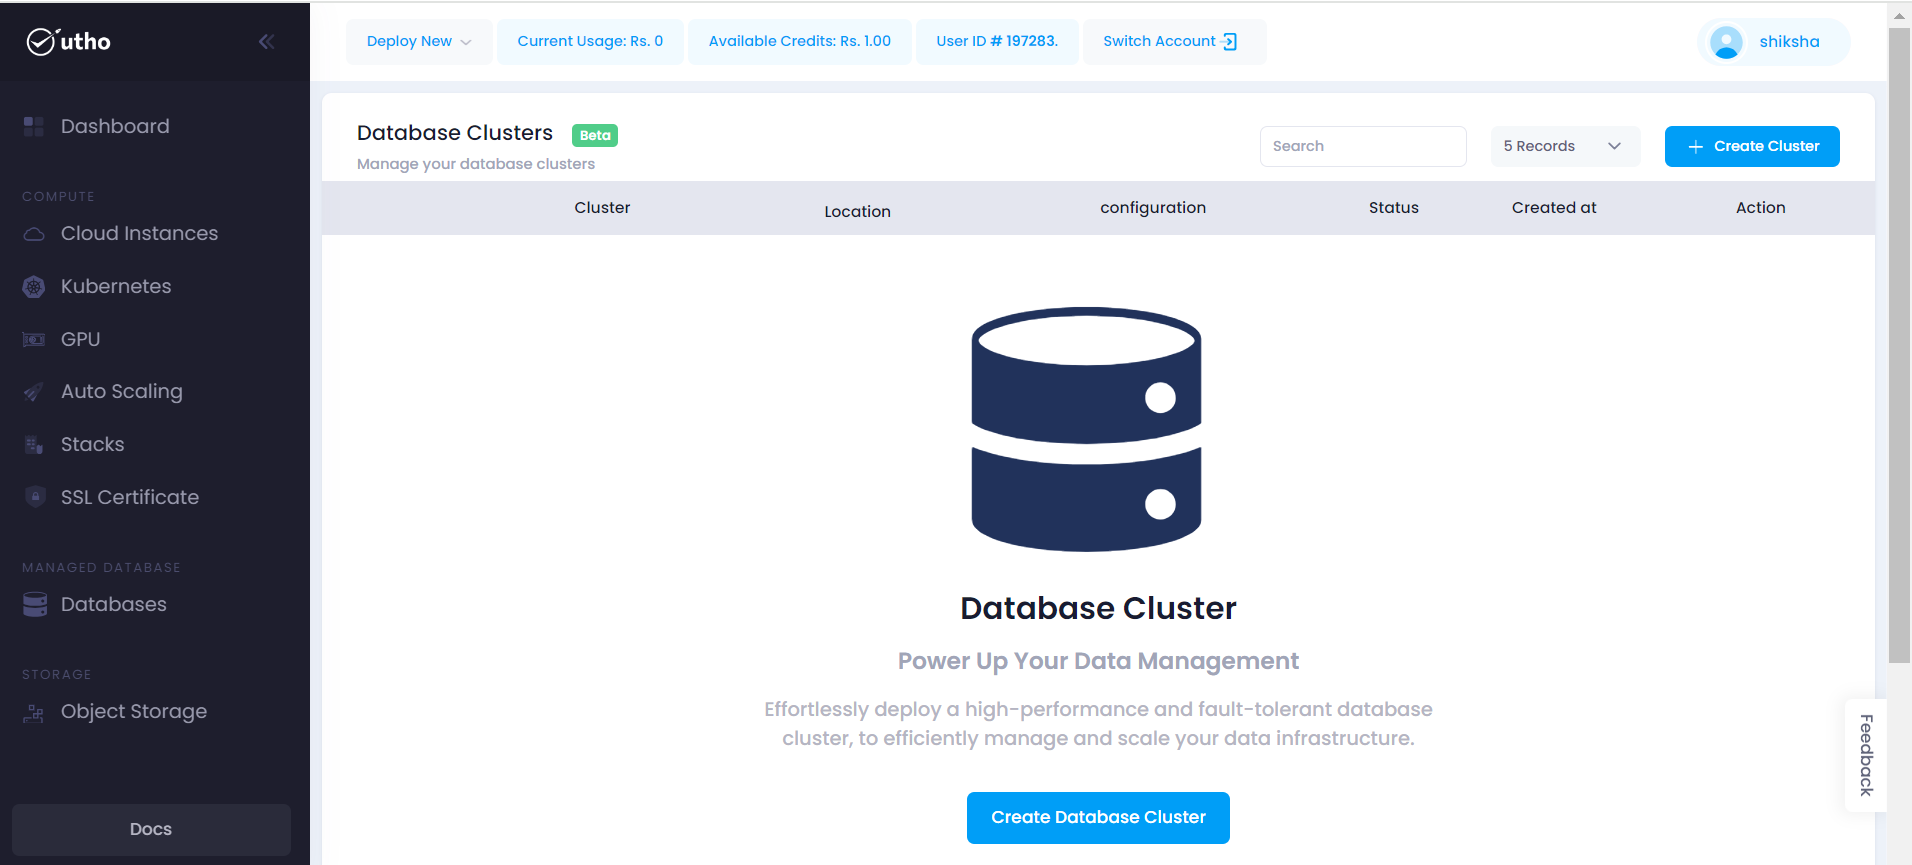 utho
Deploy New
Current Usage: Rs. 0
Available Credits: Rs. 1.00
User ID # 197283.
Switch Account
shiksha
Dashboard
COMPUTE
Cloud Instances
Kubernetes
GPU
Auto Scaling
Stacks
SSL Certificate
MANAGED DATABASE
Databases
STORAGE
Object Storage
Docs
Database Clusters Beta
Manage your database clusters
Search
5 Records
Create Cluster
Cluster Location configuration Status Created at Action
Database Cluster
Power Up Your Data Management
Effortlessly deploy a high-performance and fault-tolerant database
cluster, to efficiently manage and scale your data infrastructure.
Create Database Cluster
Feedback